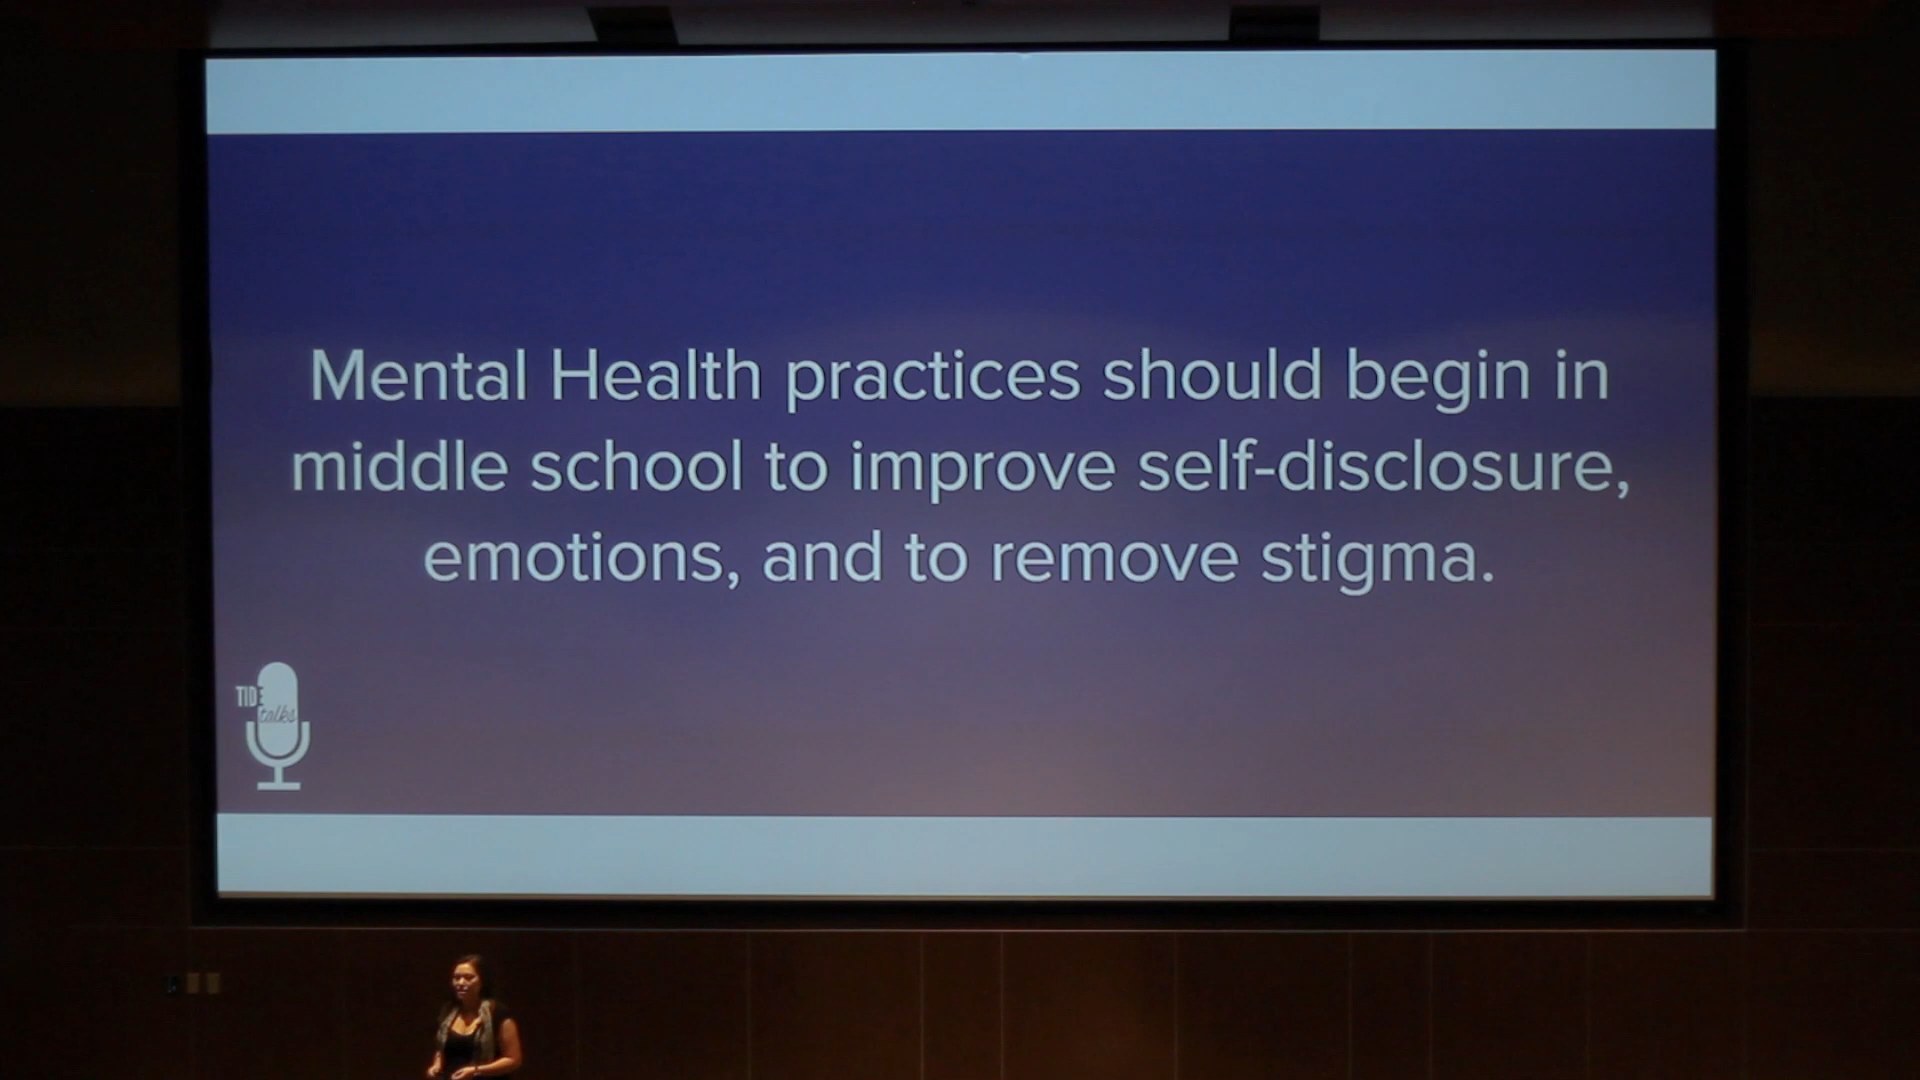 Mental Health practices should begin in
middle school to improve self-disclosure,
emotions, and to remove stigma.
TIDE
talks